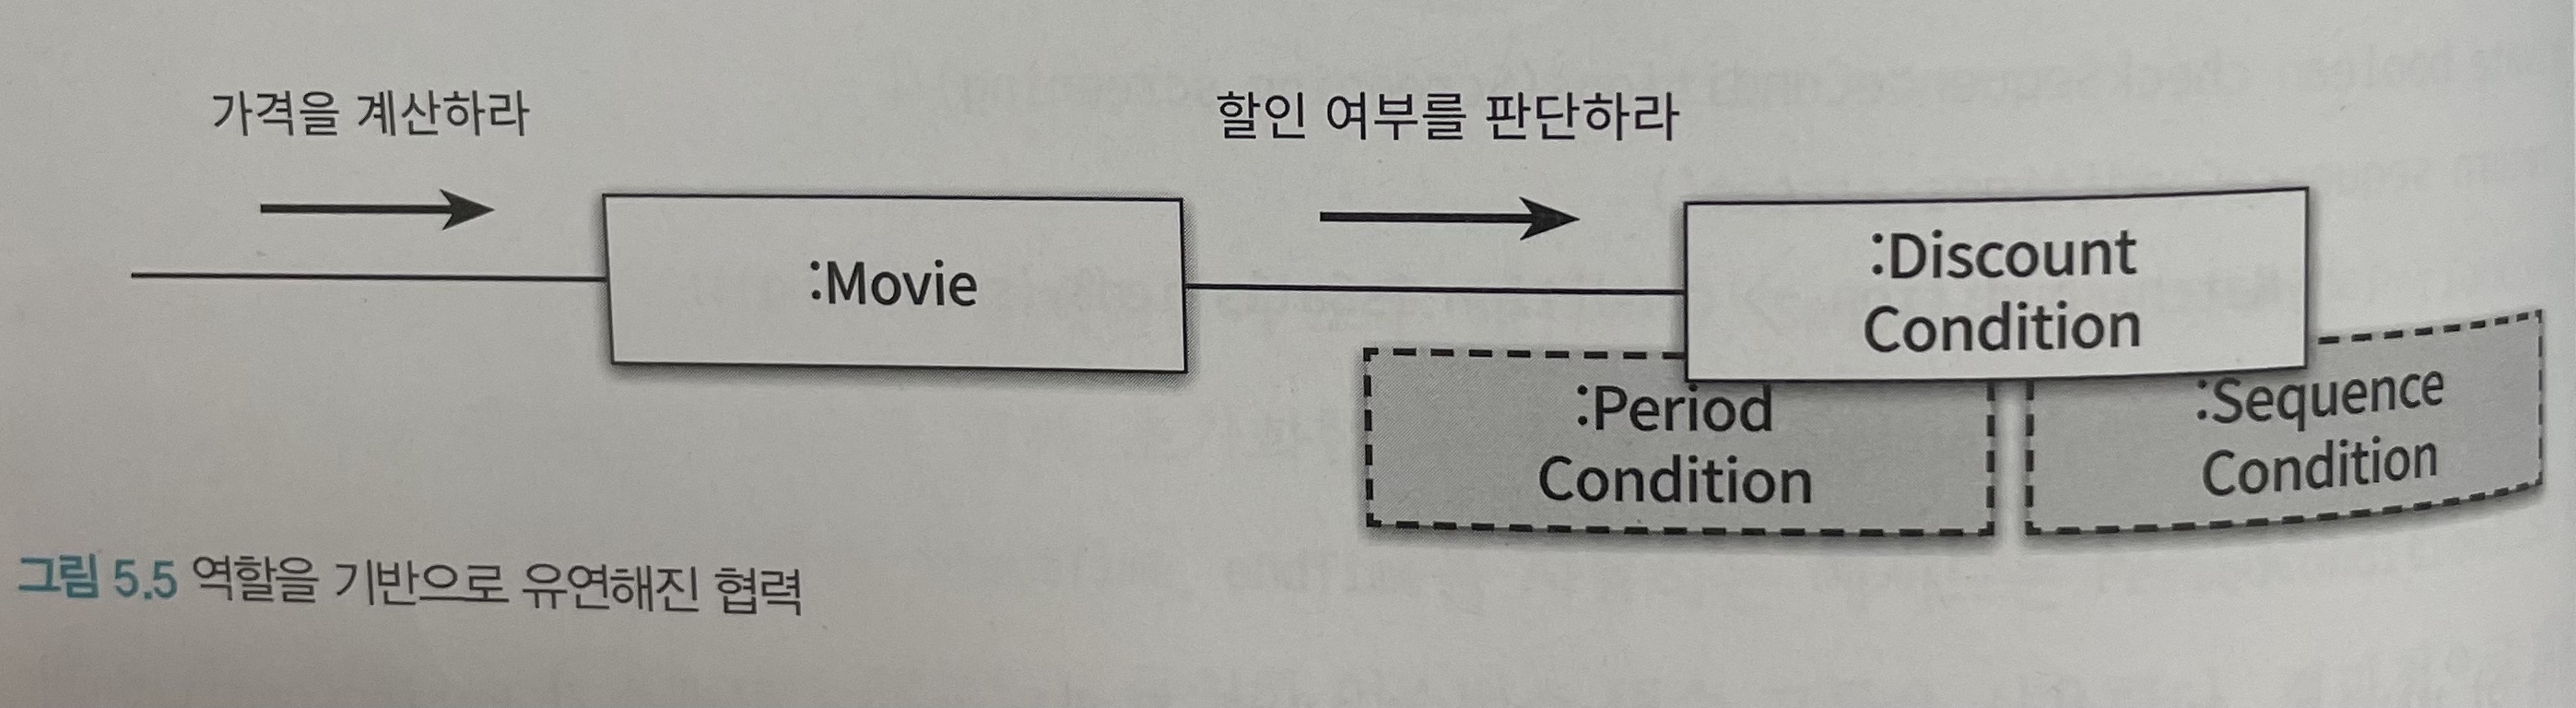 가격을 계산하라
할인 여부를 판단하라
:Movie
:Discount
Condition
:Period
Condition
:Sequence
Condition
그림 5.5 역할을 기반으로 유연해진 협력